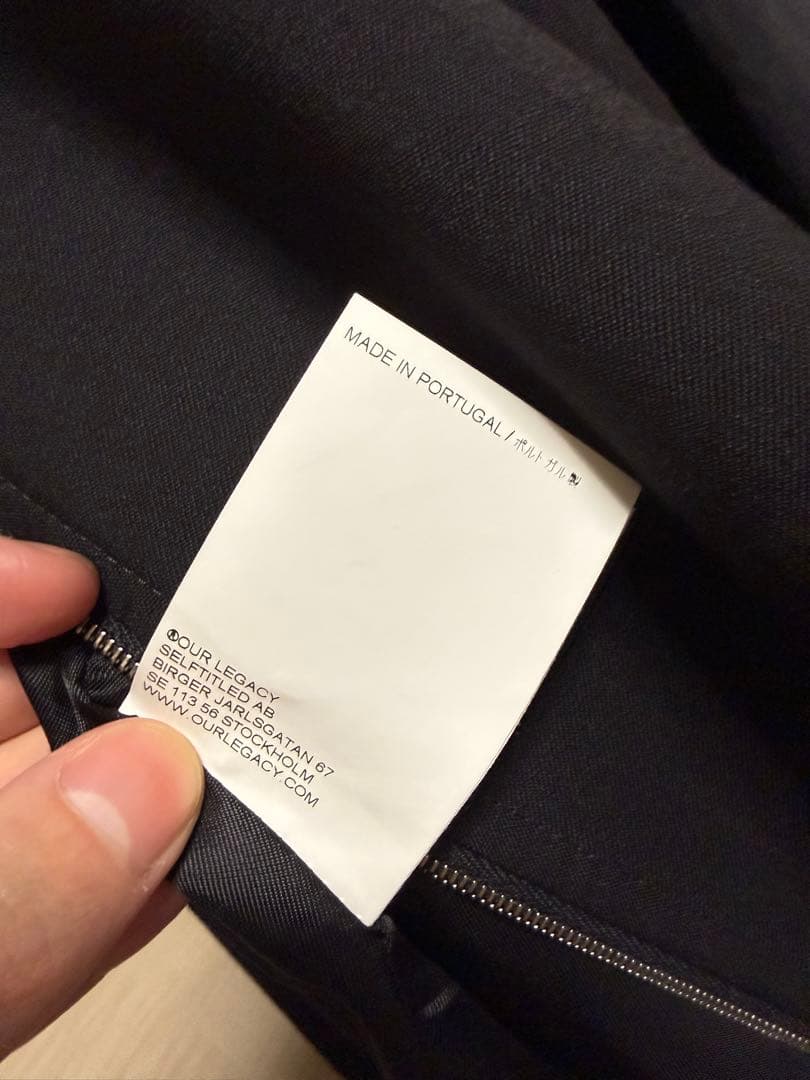 MADE IN PORTUGAL / ポルトガル製
®OUR LEGACY
SELFTITLED AB
BIRGER JARLSGATAN 67
SE 113 56 STOCKHOLM
WWW.OURLEGACY.COM